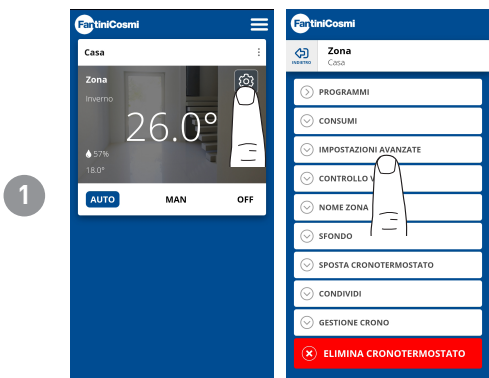 1
FantiniCosmi
Casa
Zona
Inverno
26.0°
57%
18.0°
AUTO MAN OFF
FantiniCosmi
INDIETRO
Zona
Casa
PROGRAMMI
CONSUMI
IMPOSTAZIONI AVANZATE
CONTROLLO V
NOME ZONA
SFONDO
SPOSTA CRONOTERMOSTATO
CONDIVIDI
GESTIONE CRONO
ELIMINA CRONOTERMOSTATO